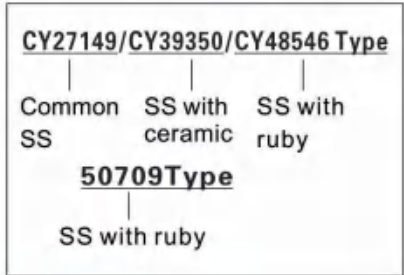 CY27149/CY39350/CY48546 Type
Common SS with SS with
SS ceramic ruby
50709Type
SS with ruby